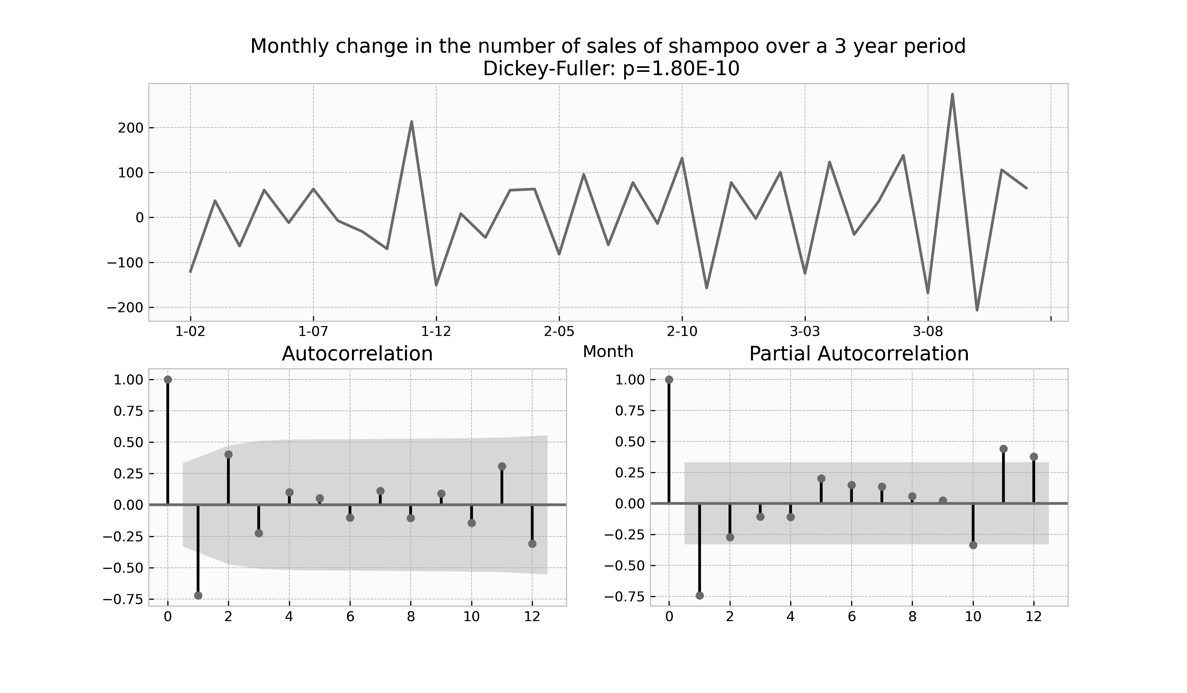 Monthly change in the number of sales of shampoo over a 3 year period
Dickey-Fuller: p=1.80E-10
200
100
0
−100
−200
1-02 1-07 1-12 2-05 2-10 3-03 3-08
Month
Autocorrelation
1.00
0.75
0.50
0.25
0.00
−0.25
−0.50
−0.75
0 2 4 6 8 10 12
Partial Autocorrelation
1.00
0.75
0.50
0.25
0.00
−0.25
−0.50
−0.75
0 2 4 6 8 10 12